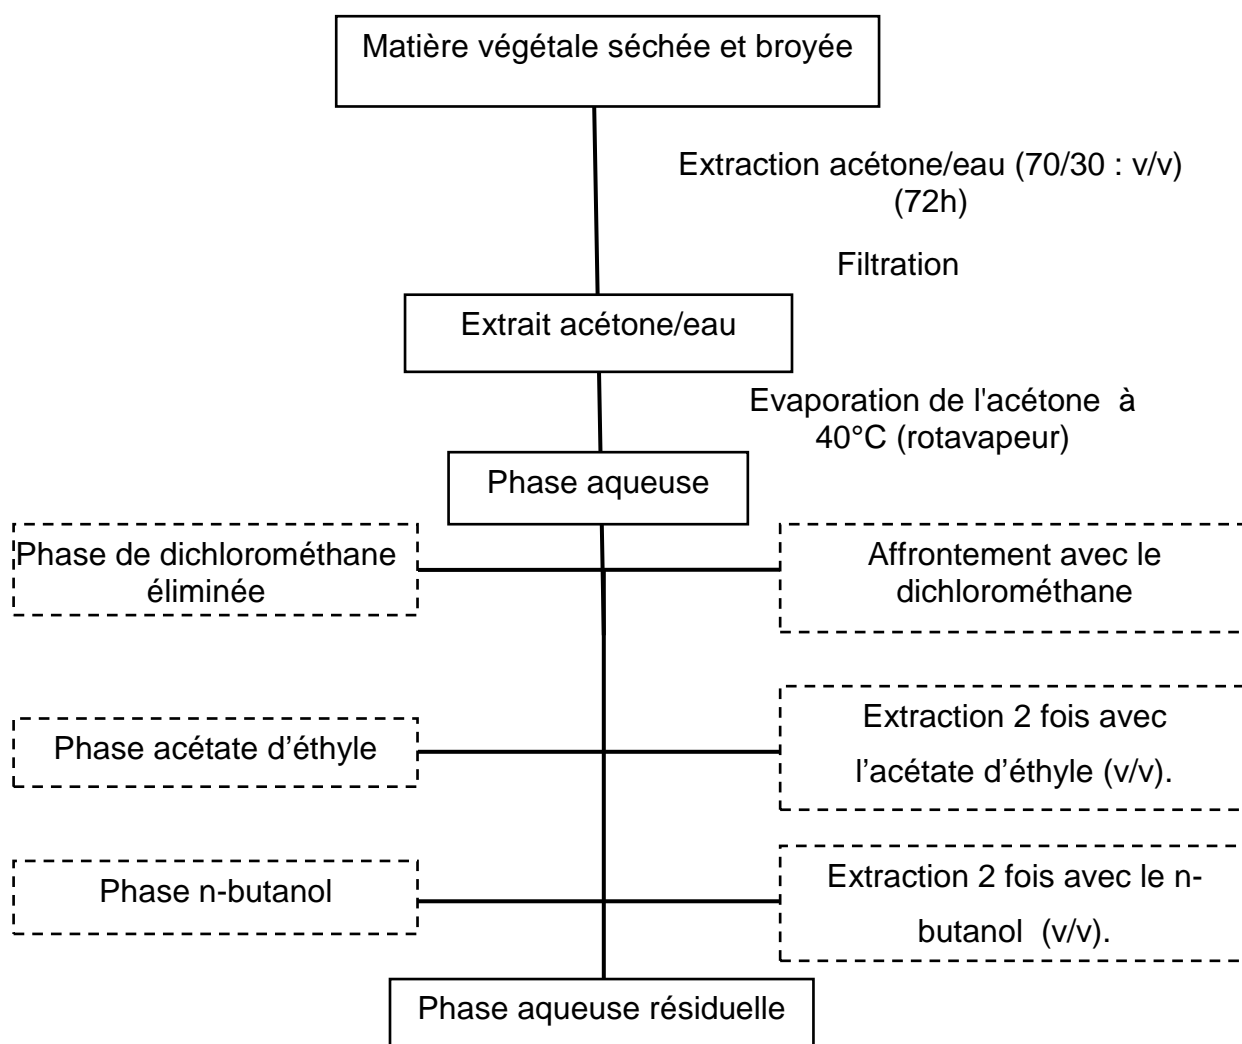 Matière végétale séchée et broyée
Extraction acétone/eau (70/30 : v/v)
(72h)
Filtration
Extrait acétone/eau
Evaporation de l'acétone  à
40°C (rotavapeur)
Phase aqueuse
Phase de dichlorométhane
éliminée
Affrontement avec le
dichlorométhane
Phase acétate d’éthyle
Extraction 2 fois avec
l’acétate d’éthyle (v/v).
Phase n-butanol
Extraction 2 fois avec le n-
butanol  (v/v).
Phase aqueuse résiduelle